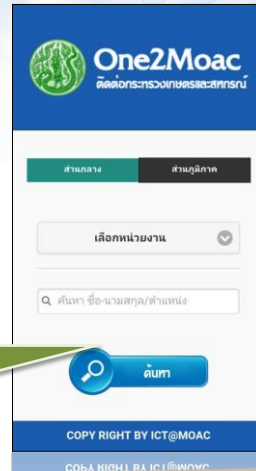 One2Moac
ติดต่อกระทรวงเกษตรและสหกรณ์
ส่วนกลาง ส่วนภูมิภาค
เลือกหน่วยงาน
ค้นหา ชื่อ-นามสกุล/ตำแหน่ง
ค้นหา
COPY RIGHT BY ICT@MOAC